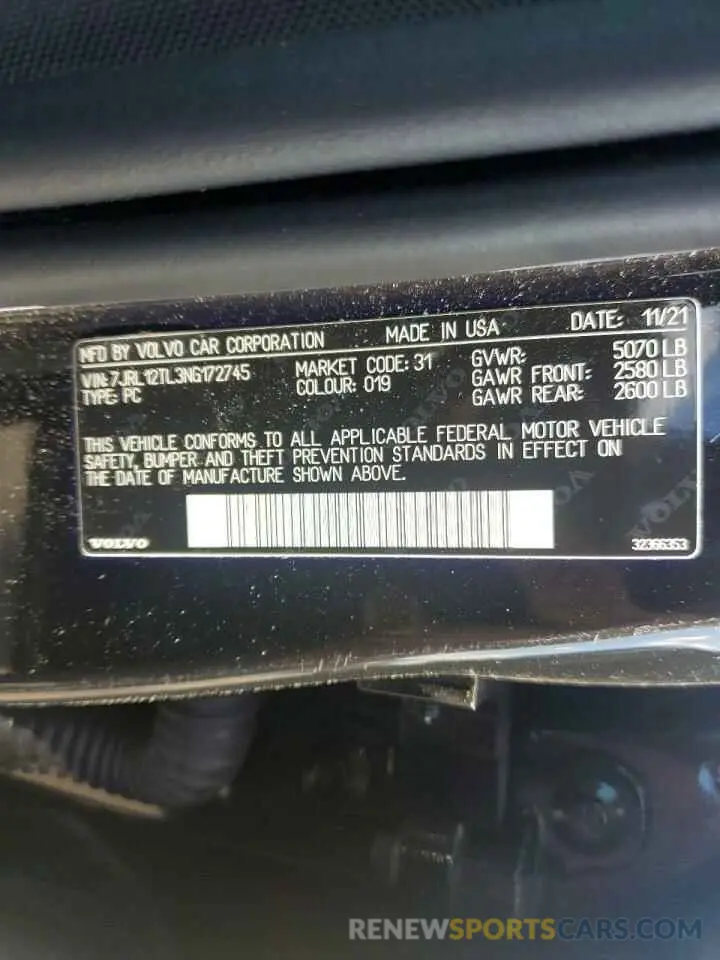 MFD BY VOLVO CAR CORPORATION MADE IN USA DATE: 11/21
VIN: 7JRL12TL3NG172745 MARKET CODE: 31 GVWR: 5070 LB
TYPE: PC COLOUR: 019 GAWR FRONT: 2580 LB
GAWR REAR: 2600 LB
THIS VEHICLE CONFORMS TO ALL APPLICABLE FEDERAL MOTOR VEHICLE
SAFETY, BUMPER AND THEFT PREVENTION STANDARDS IN EFFECT ON
THE DATE OF MANUFACTURE SHOWN ABOVE.
VOLVO 32366353
RENEWSPORTSCARS.COM